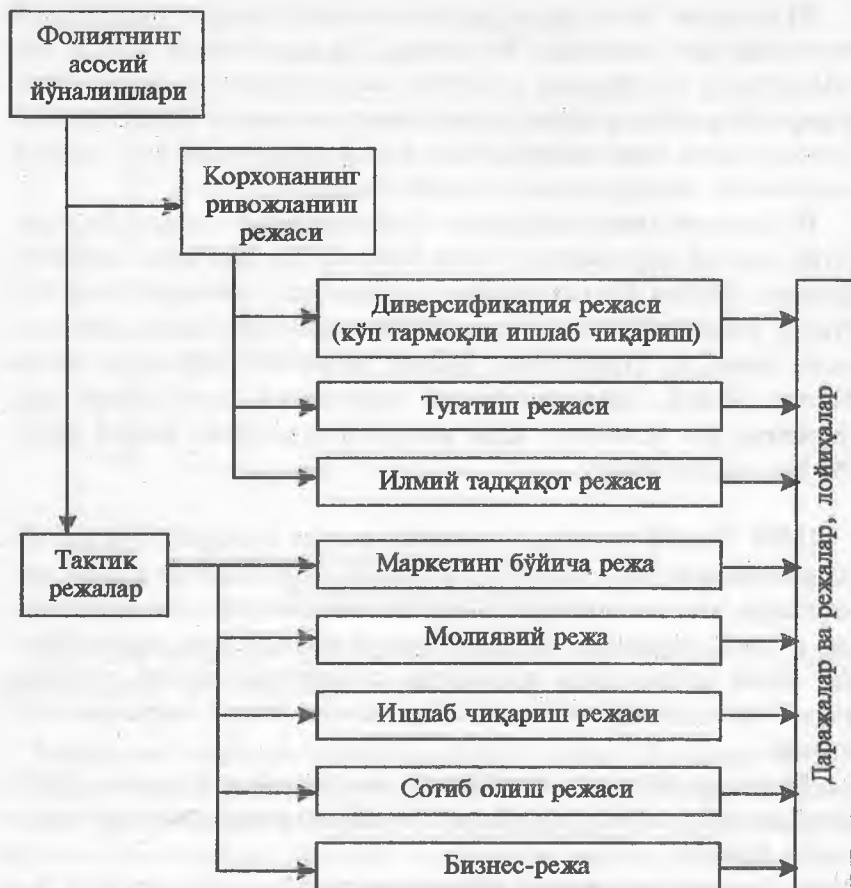 Фолиятнинг
асосий
йўналишлари
Корхонанинг
ривожланиш
режаси
Диверсификация режаси
(кўп тармоқли ишлаб чиқариш)
Тугатиш режаси
Илмий тадқиқот режаси
Тактик
режалар
Маркетинг бўйича режа
Молиявий режа
Ишлаб чиқариш режаси
Сотиб олиш режаси
Бизнес-режа
Даражалар ва режалар, лойиҳалар